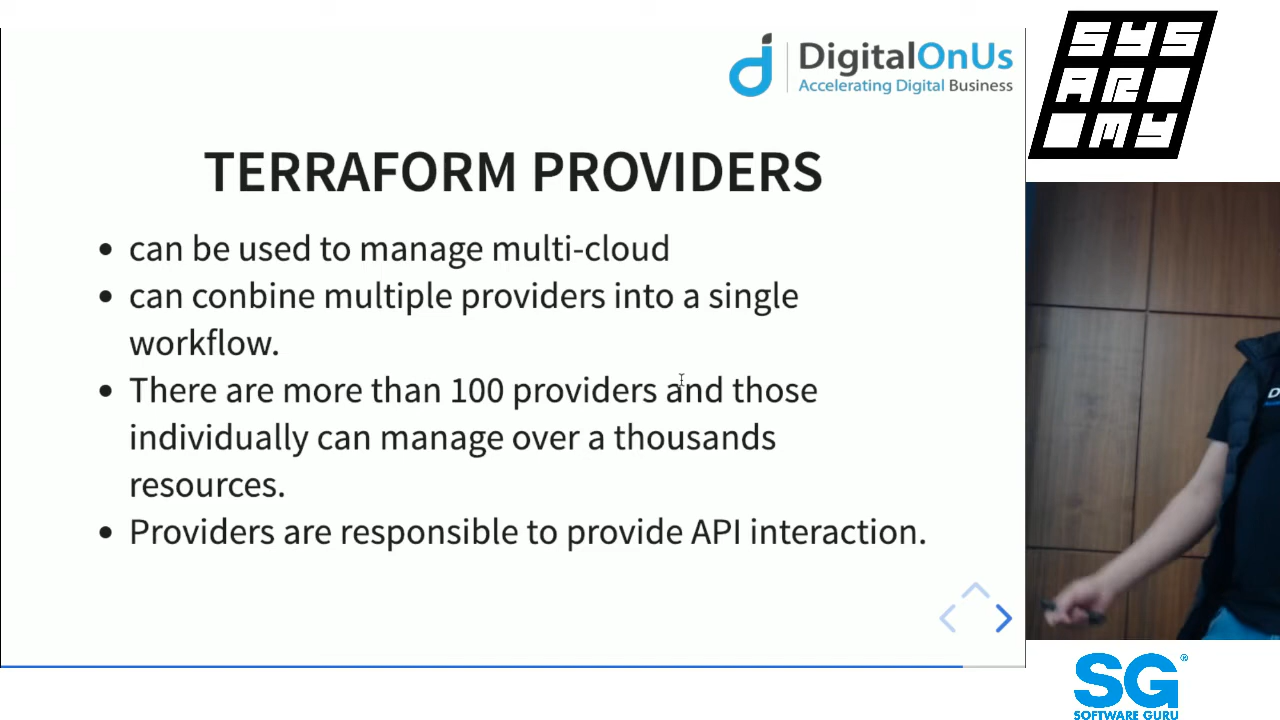 DigitalOnUs
Accelerating Digital Business
SYS
AR
MY
TERRAFORM PROVIDERS
• can be used to manage multi-cloud
• can conbine multiple providers into a single
workflow.
• There are more than 100 providers and those
individually can manage over a thousands
resources.
• Providers are responsible to provide API interaction.
D
SG®
SOFTWARE GURU